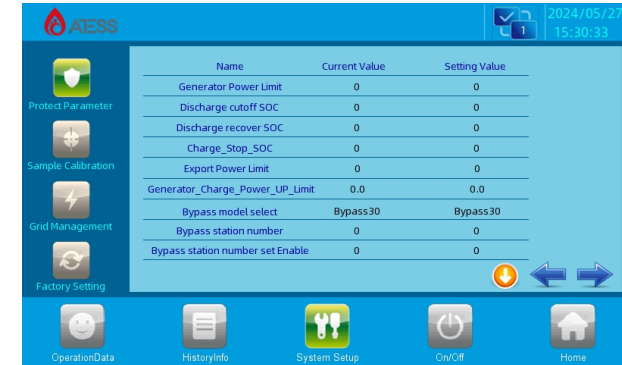 ATESS
1
2024/05/27
15:30:33
Protect Parameter
Sample Calibration
Grid Management
Factory Setting
Name Current Value Setting Value
Generator Power Limit 0 0
Discharge cutoff SOC 0 0
Discharge recover SOC 0 0
Charge_Stop_SOC 0 0
Export Power Limit 0 0
Generator_Charge_Power_UP_Limit 0.0 0.0
Bypass model select Bypass30 Bypass30
Bypass station number 0 0
Bypass station number set Enable 0 0
OperationData HistoryInfo System Setup On/Off Home